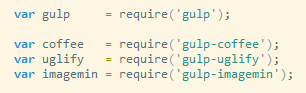 var gulp     = require('gulp');

var coffee   = require('gulp-coffee');
var uglify   = require('gulp-uglify');
var imagemin = require('gulp-imagemin');